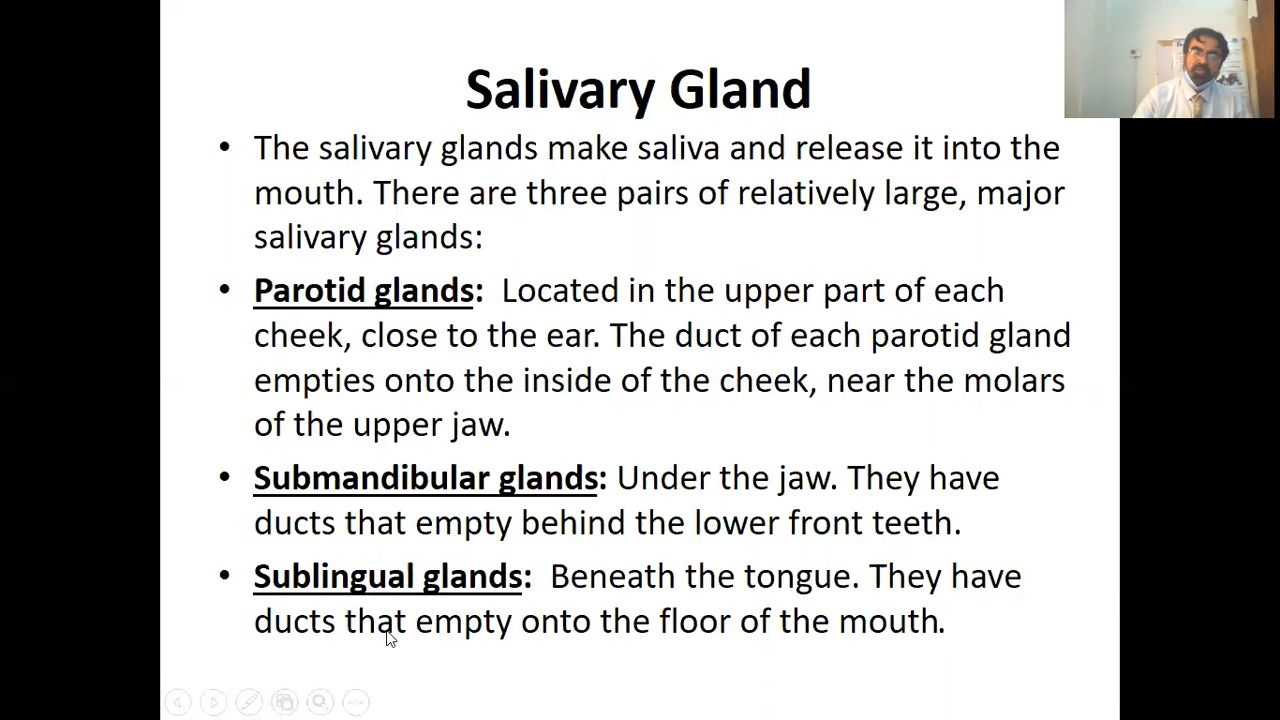 Salivary Gland
• The salivary glands make saliva and release it into the
mouth. There are three pairs of relatively large, major
salivary glands:
• Parotid glands:  Located in the upper part of each
cheek, close to the ear. The duct of each parotid gland
empties onto the inside of the cheek, near the molars
of the upper jaw.
• Submandibular glands: Under the jaw. They have
ducts that empty behind the lower front teeth.
• Sublingual glands:  Beneath the tongue. They have
ducts that empty onto the floor of the mouth.